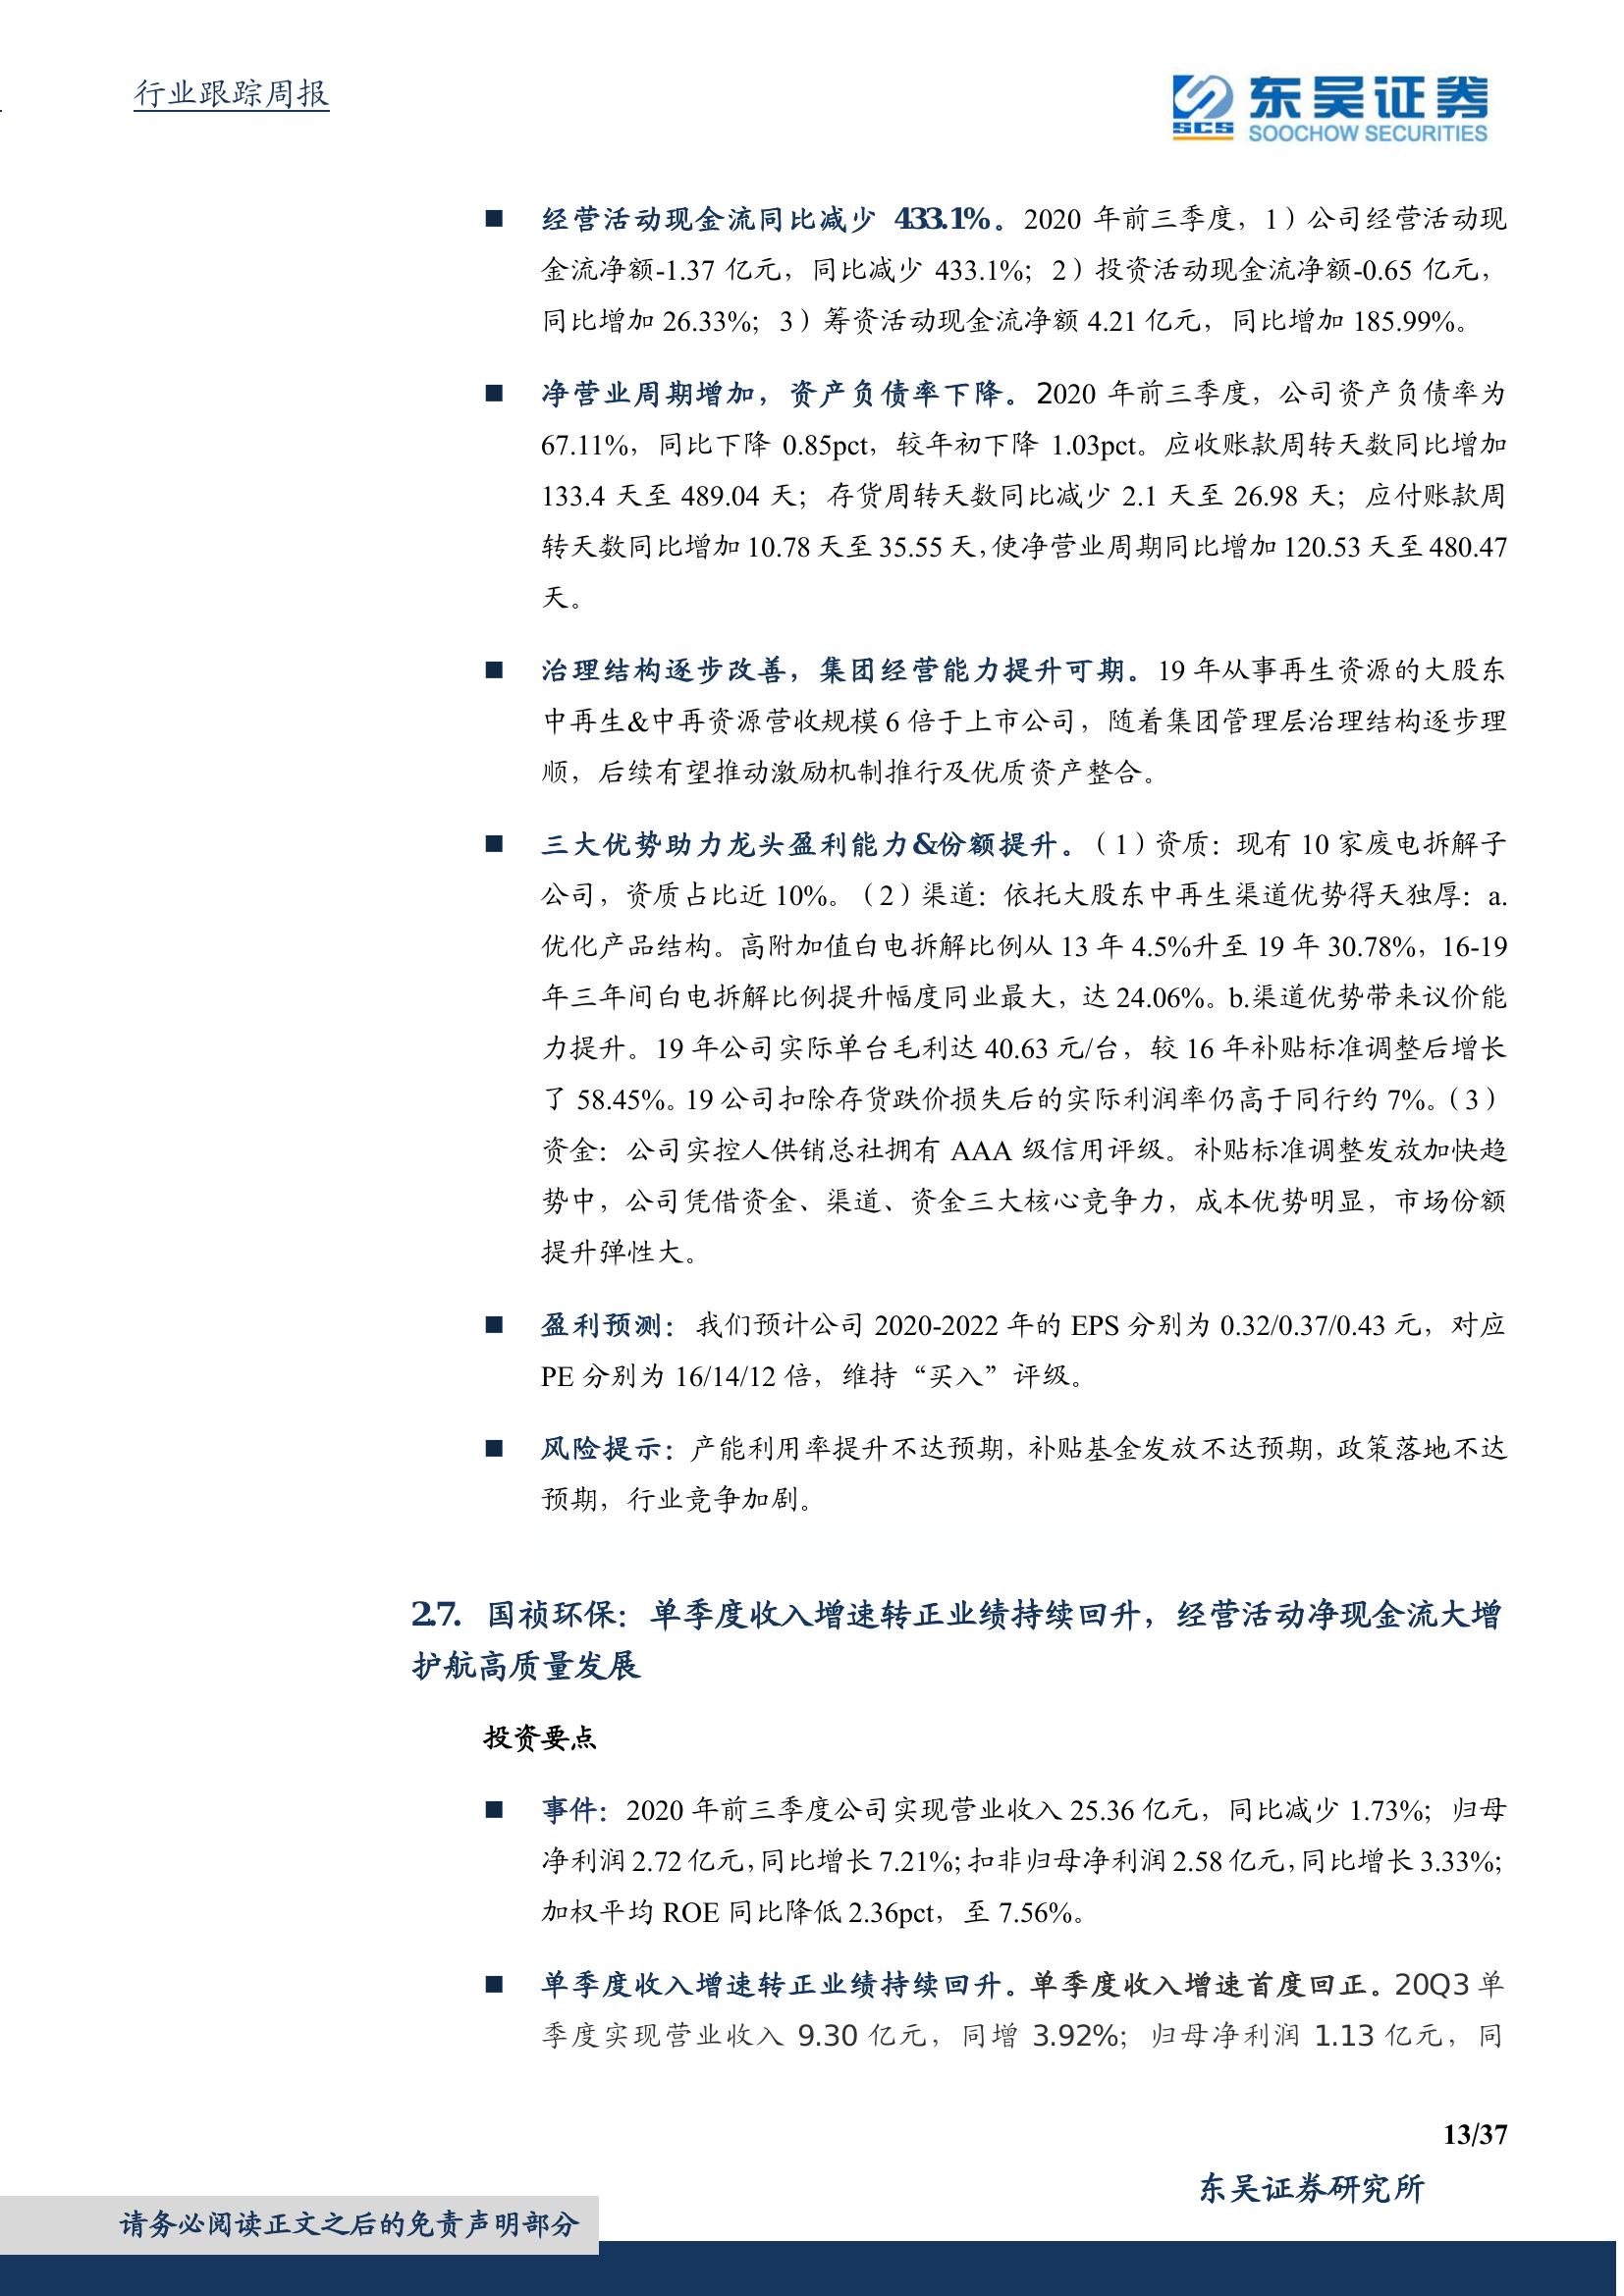 行业跟踪周报
SCS
东吴证券
SOOCHOW SECURITIES
■ 经营活动现金流同比减少 433.1%。2020 年前三季度，1）公司经营活动现
金流净额-1.37 亿元，同比减少 433.1%；2）投资活动现金流净额-0.65 亿元，
同比增加 26.33%；3）筹资活动现金流净额 4.21 亿元，同比增加 185.99%。
■ 净营业周期增加，资产负债率下降。2020 年前三季度，公司资产负债率为
67.11%，同比下降 0.85pct，较年初下降 1.03pct。应收账款周转天数同比增加
133.4 天至 489.04 天；存货周转天数同比减少 2.1 天至 26.98 天；应付账款周
转天数同比增加 10.78 天至 35.55 天，使净营业周期同比增加 120.53 天至 480.47
天。
■ 治理结构逐步改善，集团经营能力提升可期。19 年从事再生资源的大股东
中再生&中再资源营收规模 6 倍于上市公司，随着集团管理层治理结构逐步理
顺，后续有望推动激励机制推行及优质资产整合。
■ 三大优势助力龙头盈利能力&份额提升。（1）资质：现有 10 家废电拆解子
公司，资质占比近 10%。（2）渠道：依托大股东中再生渠道优势得天独厚：a.
优化产品结构。高附加值白电拆解比例从 13 年 4.5%升至 19 年 30.78%，16-19
年三年间白电拆解比例提升幅度同业最大，达 24.06%。b.渠道优势带来议价能
力提升。19 年公司实际单台毛利达 40.63 元/台，较 16 年补贴标准调整后增长
了 58.45%。19 公司扣除存货跌价损失后的实际利润率仍高于同行约 7%。（3）
资金：公司实控人供销总社拥有 AAA 级信用评级。补贴标准调整发放加快趋
势中，公司凭借资金、渠道、资金三大核心竞争力，成本优势明显，市场份额
提升弹性大。
■ 盈利预测：我们预计公司 2020-2022 年的 EPS 分别为 0.32/0.37/0.43 元，对应
PE 分别为 16/14/12 倍，维持“买入”评级。
■ 风险提示：产能利用率提升不达预期，补贴基金发放不达预期，政策落地不达
预期，行业竞争加剧。
2.7. 国祯环保：单季度收入增速转正业绩持续回升，经营活动净现金流大增
护航高质量发展
投资要点
■ 事件：2020 年前三季度公司实现营业收入 25.36 亿元，同比减少 1.73%；归母
净利润 2.72 亿元，同比增长 7.21%；扣非归母净利润 2.58 亿元，同比增长 3.33%；
加权平均 ROE 同比降低 2.36pct，至 7.56%。
■ 单季度收入增速转正业绩持续回升。单季度收入增速首度回正。20Q3 单
季度实现营业收入 9.30 亿元，同增 3.92%；归母净利润 1.13 亿元，同
13/37
东吴证券研究所
请务必阅读正文之后的免责声明部分